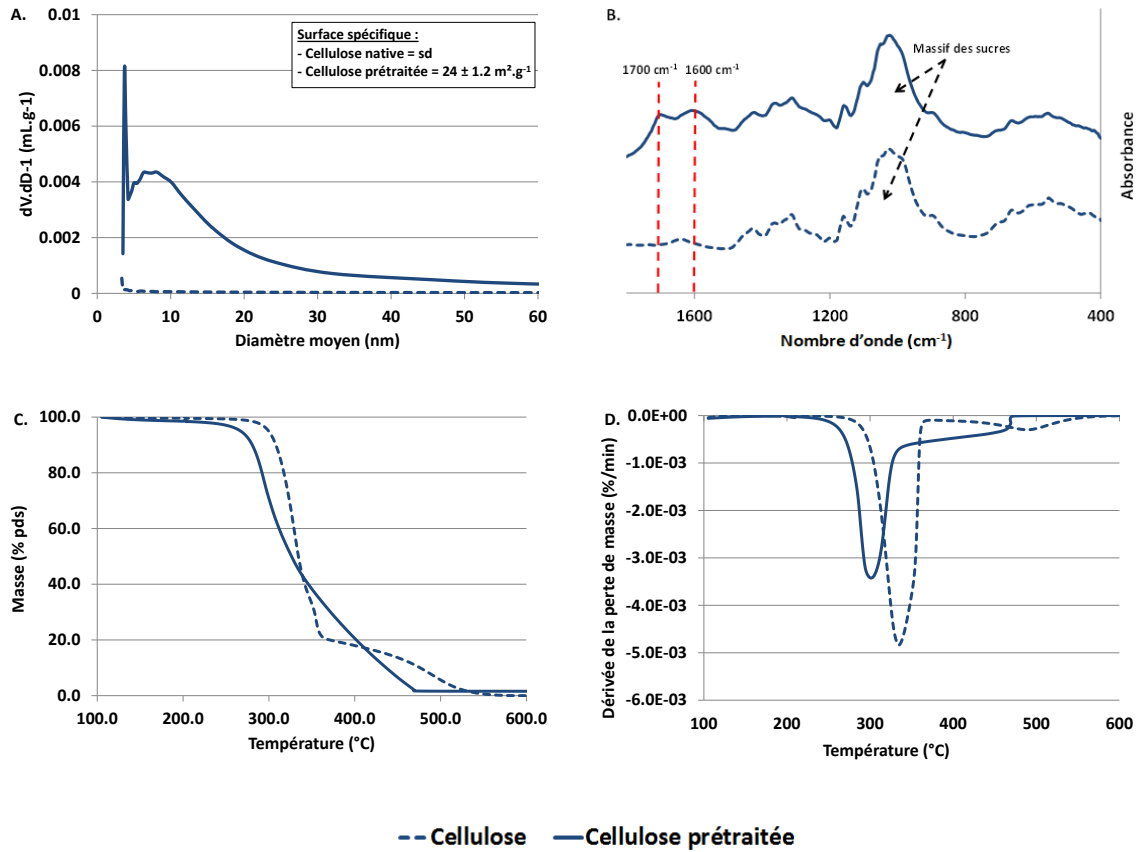 A.
0.01
0.008
0.006
0.004
0.002
0
dV.dD-1 (mL.g-1)
0 10 20 30 40 50 60
Diamètre moyen (nm)
Surface spécifique :
- Cellulose native = sd
- Cellulose prétraitée = 24 ± 1.2 m².g⁻¹
B.
1700 cm⁻¹
1600 cm⁻¹
Massif des sucres
Absorbance
1600 1200 800 400
Nombre d'onde (cm⁻¹)
C.
100.0
80.0
60.0
40.0
20.0
0.0
Masse (% pds)
100.0 200.0 300.0 400.0 500.0 600.0
Température (°C)
D.
0.0E+00
-1.0E-03
-2.0E-03
-3.0E-03
-4.0E-03
-5.0E-03
-6.0E-03
Dérivée de la perte de masse (%/min)
100 200 300 400 500 600
Température (°C)
Cellulose Cellulose prétraitée